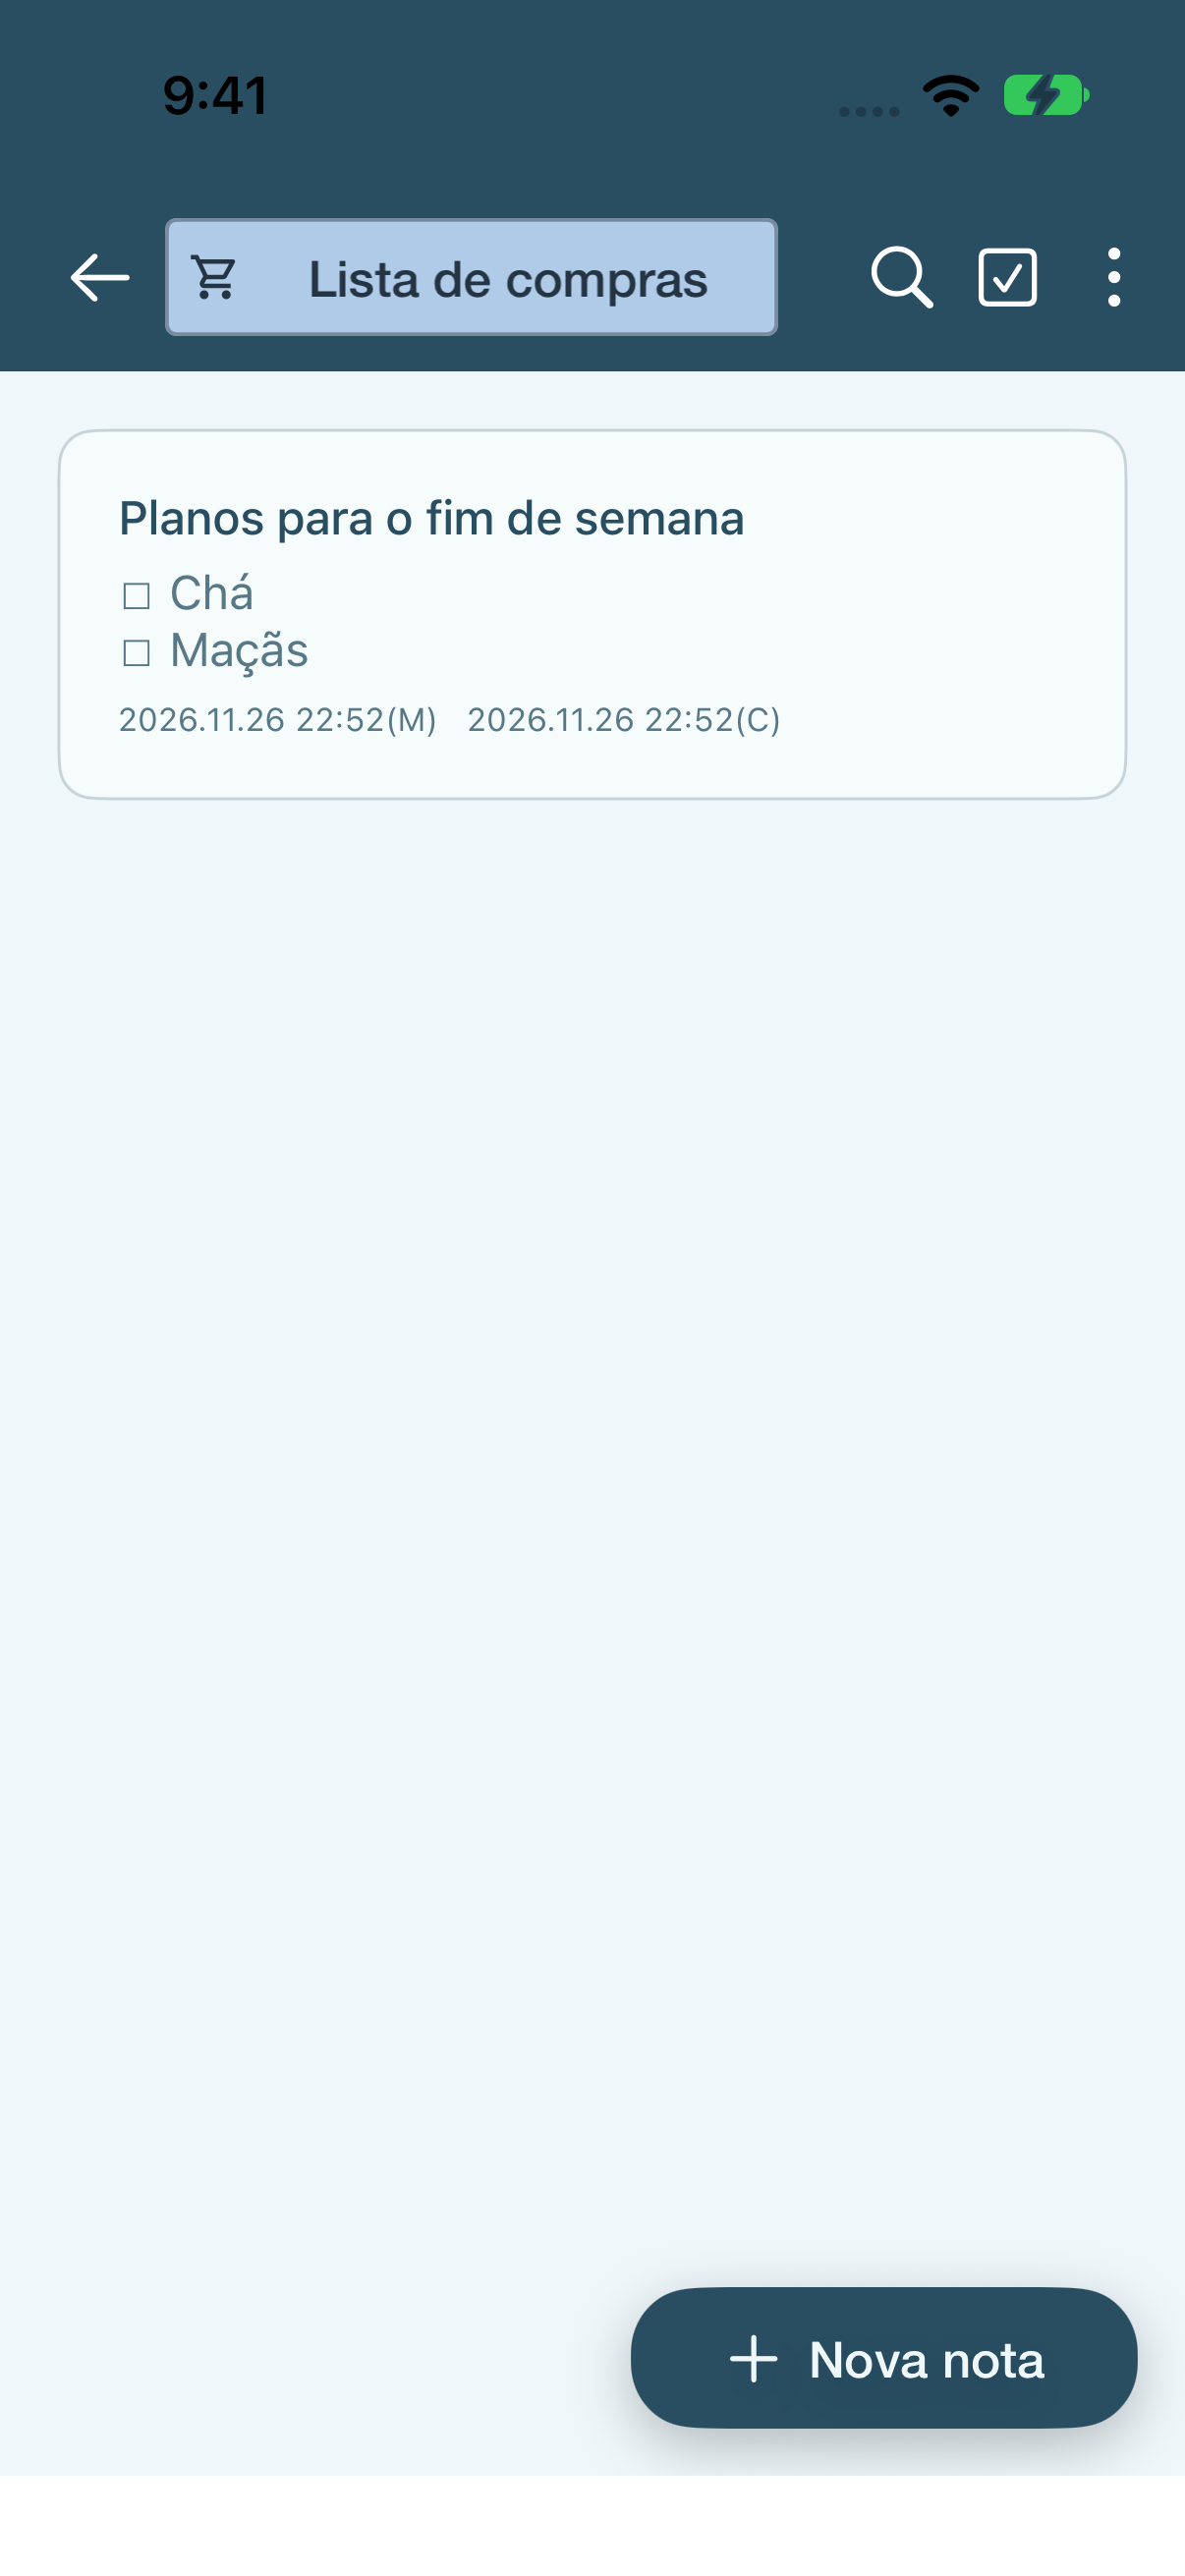 9:41
Lista de compras
Planos para o fim de semana
☐ Chá
☐ Maçãs
2026.11.26 22:52(M) 2026.11.26 22:52(C)
Nova nota